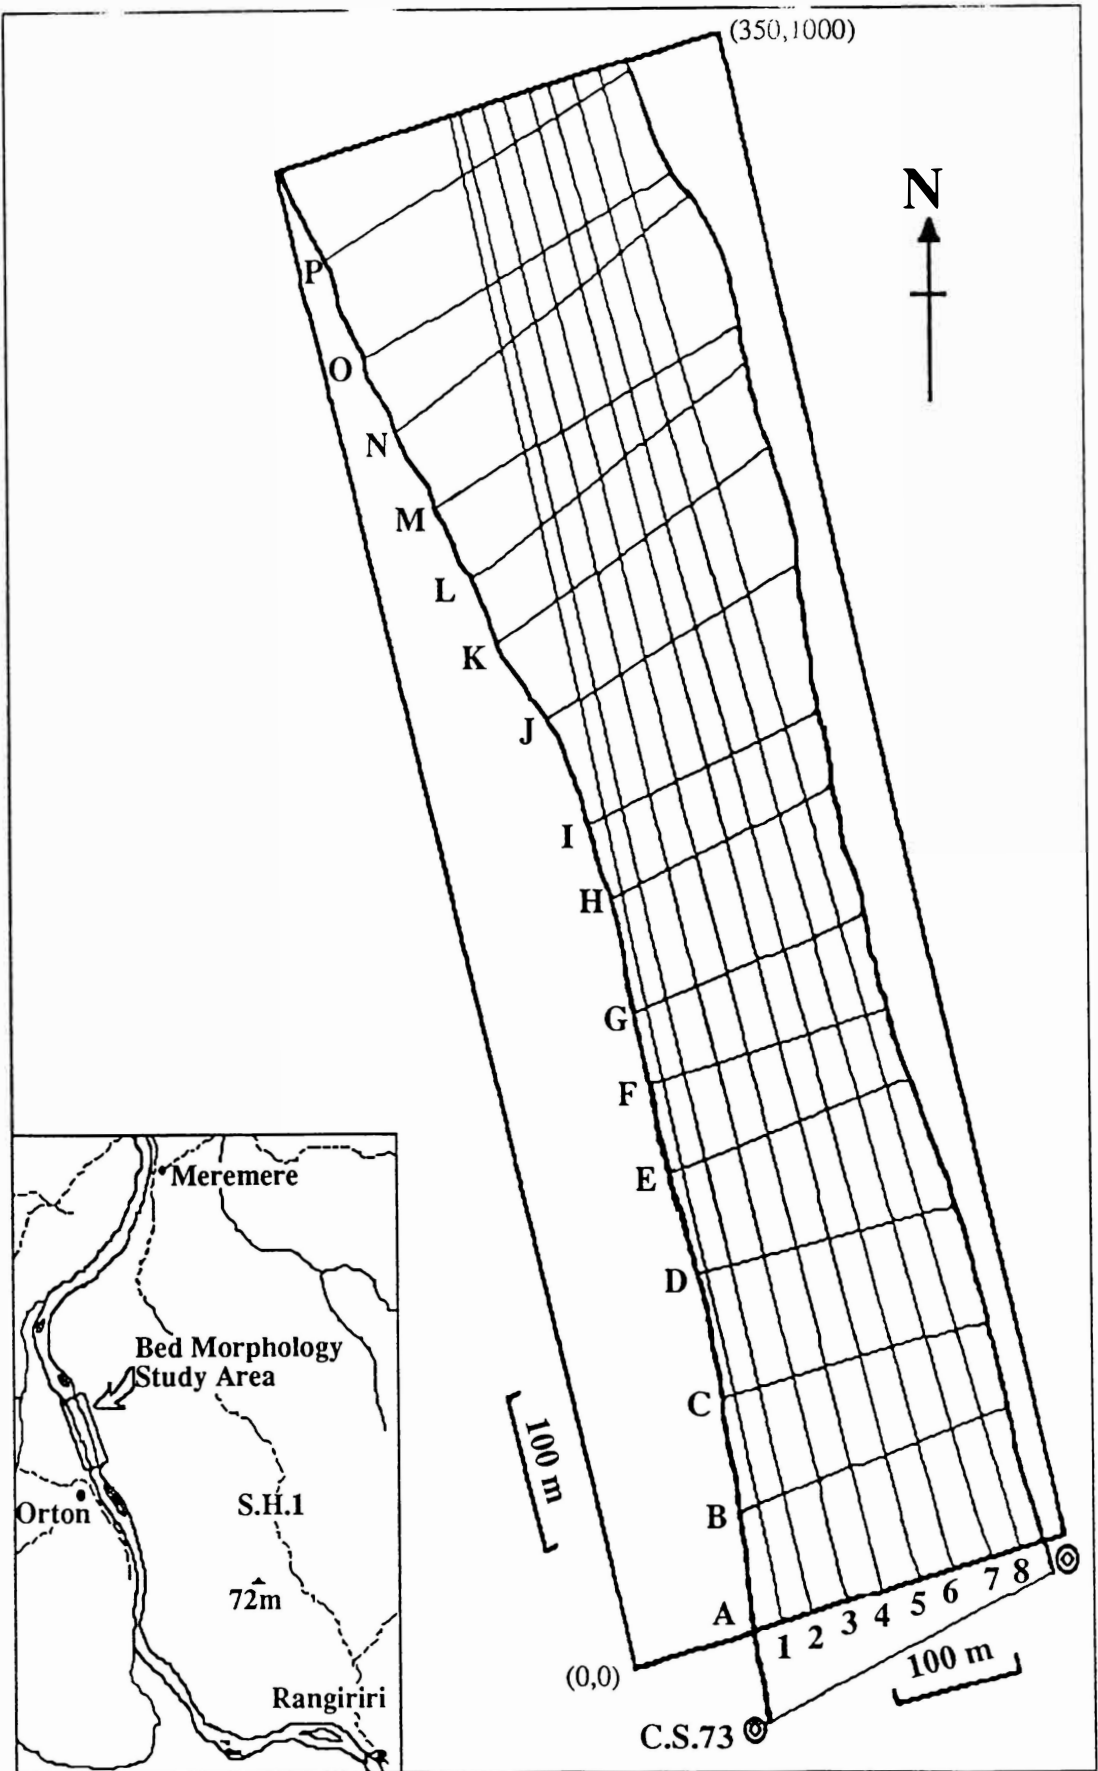 (350,1000)
N
P
O
N
M
L
K
J
I
H
G
F
E
D
C
B
A
1 2 3 4 5 6 7 8
100 m
100 m
(0,0)
C.S.73
Meremere
Bed Morphology
Study Area
Orton
S.H.1
72m
Rangiriri